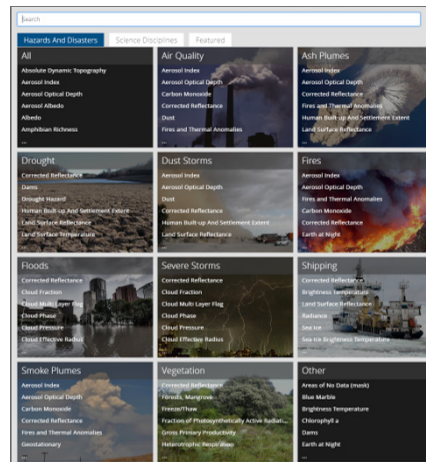 Search
Hazards And Disasters
Science Disciplines
Featured
All
Absolute Dynamic Topography
Aerosol Index
Aerosol Optical Depth
Aerosol Albedo
Albedo
Amphibian Richness
...
Air Quality
Aerosol Index
Aerosol Optical Depth
Carbon Monoxide
Corrected Reflectance
Dust
Fires and Thermal Anomalies
...
Ash Plumes
Aerosol Index
Aerosol Optical Depth
Corrected Reflectance
Fires and Thermal Anomalies
Human Built-up And Settlement Extent
Land Surface Reflectance
...
Drought
Corrected Reflectance
Dams
Drought Hazard
Human Built-up And Settlement Extent
Land Surface Reflectance
Land Surface Temperature
...
Dust Storms
Aerosol Index
Aerosol Optical Depth
Dust
Corrected Reflectance
Human Built-up And Settlement Extent
Land Surface Reflectance
...
Fires
Aerosol Index
Aerosol Optical Depth
Fires and Thermal Anomalies
Carbon Monoxide
Corrected Reflectance
Earth at Night
...
Floods
Corrected Reflectance
Cloud Fraction
Cloud Multi Layer Flag
Cloud Phase
Cloud Pressure
Cloud Effective Radius
...
Severe Storms
Corrected Reflectance
Cloud Fraction
Cloud Multi Layer Flag
Cloud Phase
Cloud Pressure
Cloud Effective Radius
...
Shipping
Corrected Reflectance
Brightness Temperature
Land Surface Reflectance
Radiance
Sea Ice
Sea Ice Brightness Temperature
...
Smoke Plumes
Aerosol Index
Aerosol Optical Depth
Carbon Monoxide
Corrected Reflectance
Fires and Thermal Anomalies
Geostationary
...
Vegetation
Corrected Reflectance
Forests, Mangrove
Freeze/Thaw
Fraction of Photosynthetically Active Radiati...
Gross Primary Productivity
Heterotrophic Respiration
...
Other
Areas of No Data (mask)
Blue Marble
Brightness Temperature
Chlorophyll a
Dams
Earth at Night
...